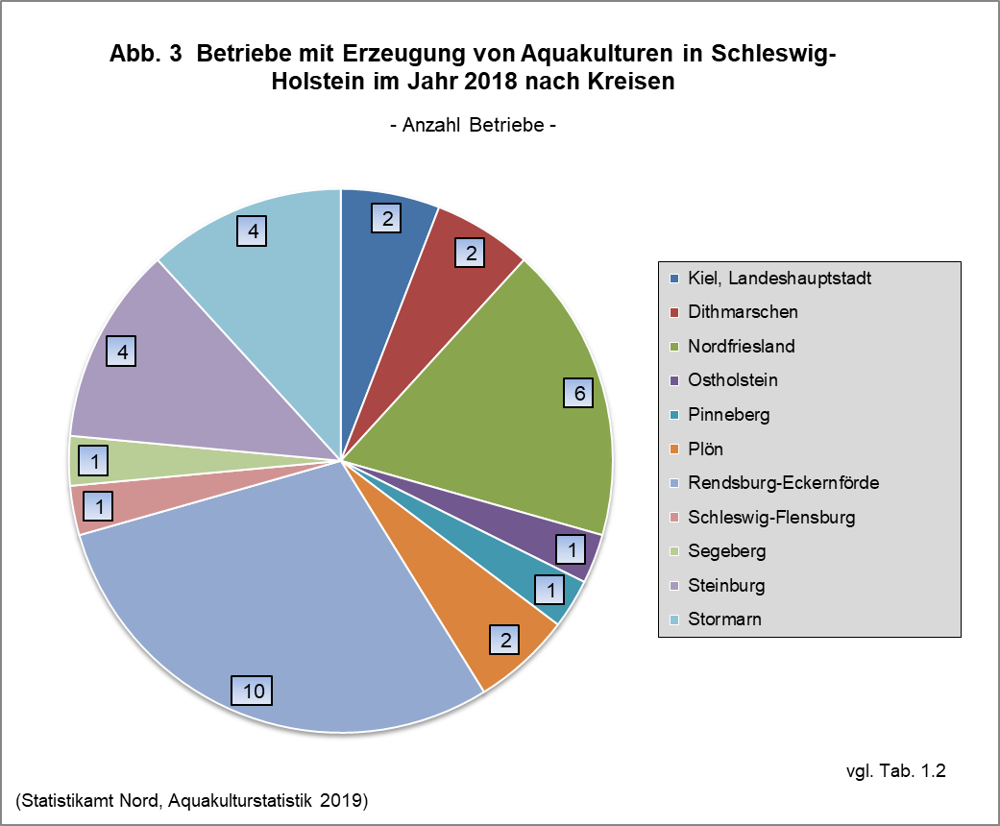 Abb. 3 Betriebe mit Erzeugung von Aquakulturen in Schleswig-
Holstein im Jahr 2018 nach Kreisen
- Anzahl Betriebe -
2
2
6
1
1
2
10
1
1
4
4
Kiel, Landeshauptstadt
Dithmarschen
Nordfriesland
Ostholstein
Pinneberg
Plön
Rendsburg-Eckernförde
Schleswig-Flensburg
Segeberg
Steinburg
Stormarn
vgl. Tab. 1.2
(Statistikamt Nord, Aquakulturstatistik 2019)